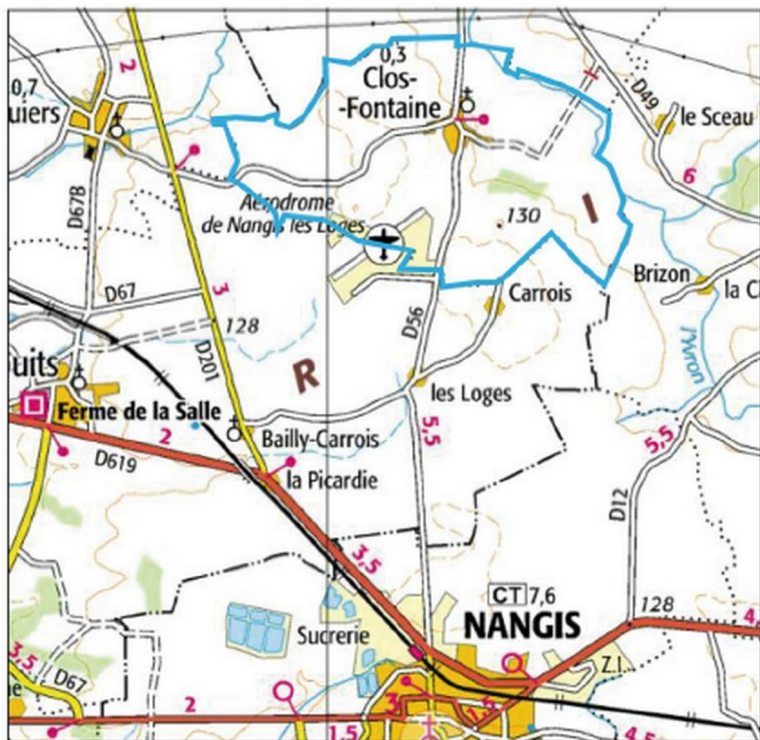 2
0,3
0,7
Clos-
-Fontaine
uiers
D49
le Sceau
6
D67B
Aérodrome
de Nangis les Loges
130
I
Brizon
la Cl
D67
3
Carrois
128
D56
l'Yvron
D201
R
uits
les Loges
Ferme de la Salle
2
5,5
5,5
Bailly-Carrois
D619
la Picardie
D12
3,5
CT 7,6
128
NANGIS
4
Sucrerie
Z.I.
3,5
D67
2
3
1,5
4,5